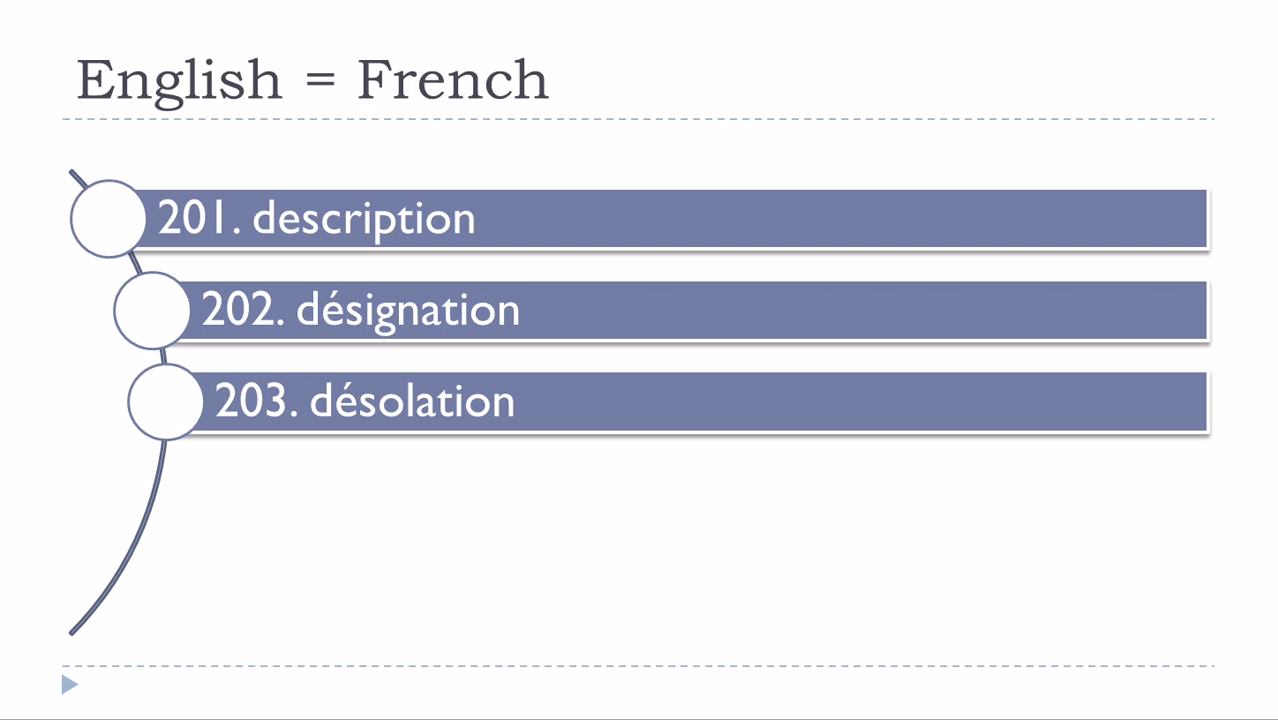 English = French
201. description
202. désignation
203. désolation